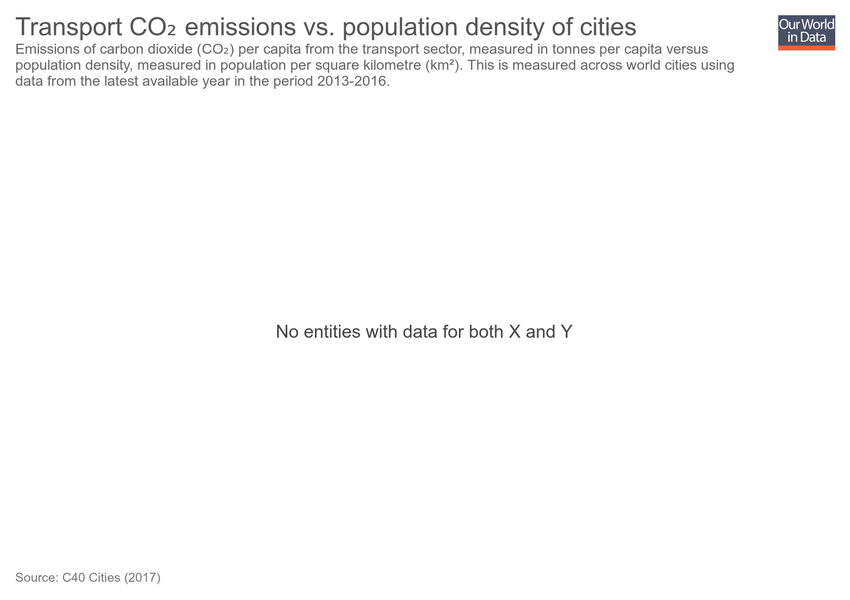 Transport CO₂ emissions vs. population density of cities
Our World
in Data
Emissions of carbon dioxide (CO₂) per capita from the transport sector, measured in tonnes per capita versus
population density, measured in population per square kilometre (km²). This is measured across world cities using
data from the latest available year in the period 2013-2016.
No entities with data for both X and Y
Source: C40 Cities (2017)